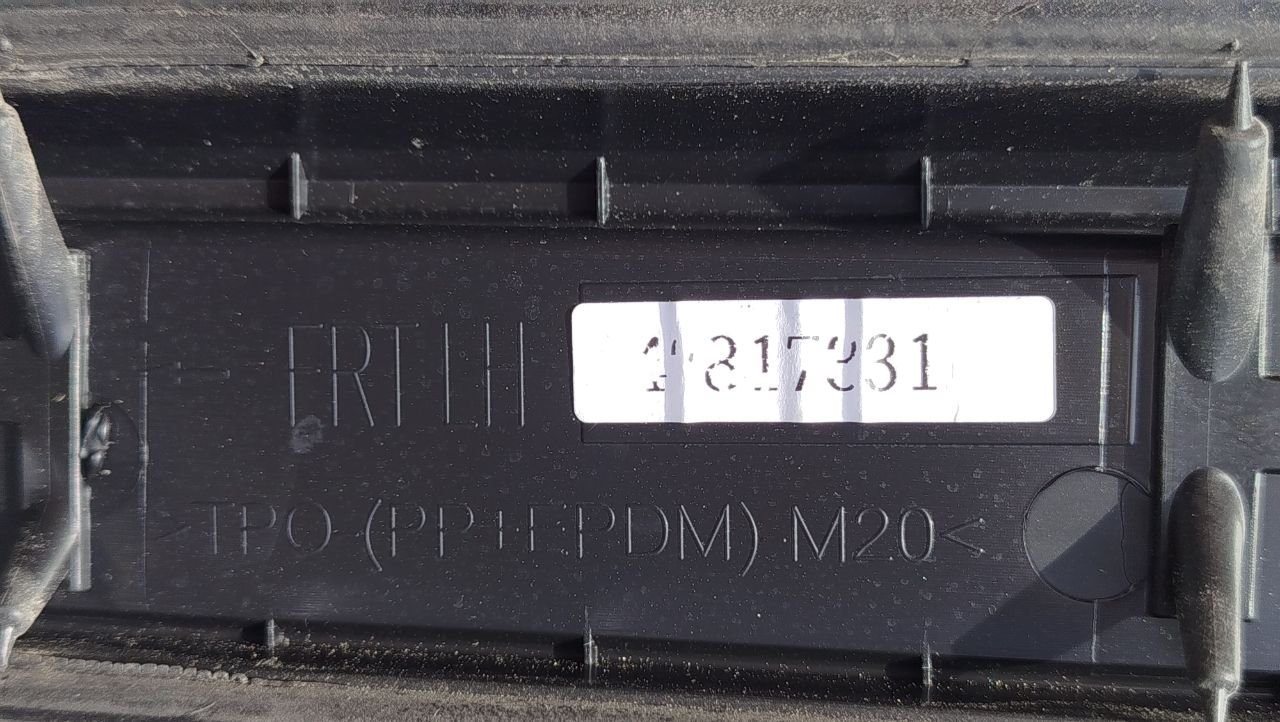 ← FRT LH
>TPO (PP+EPDM) M20<